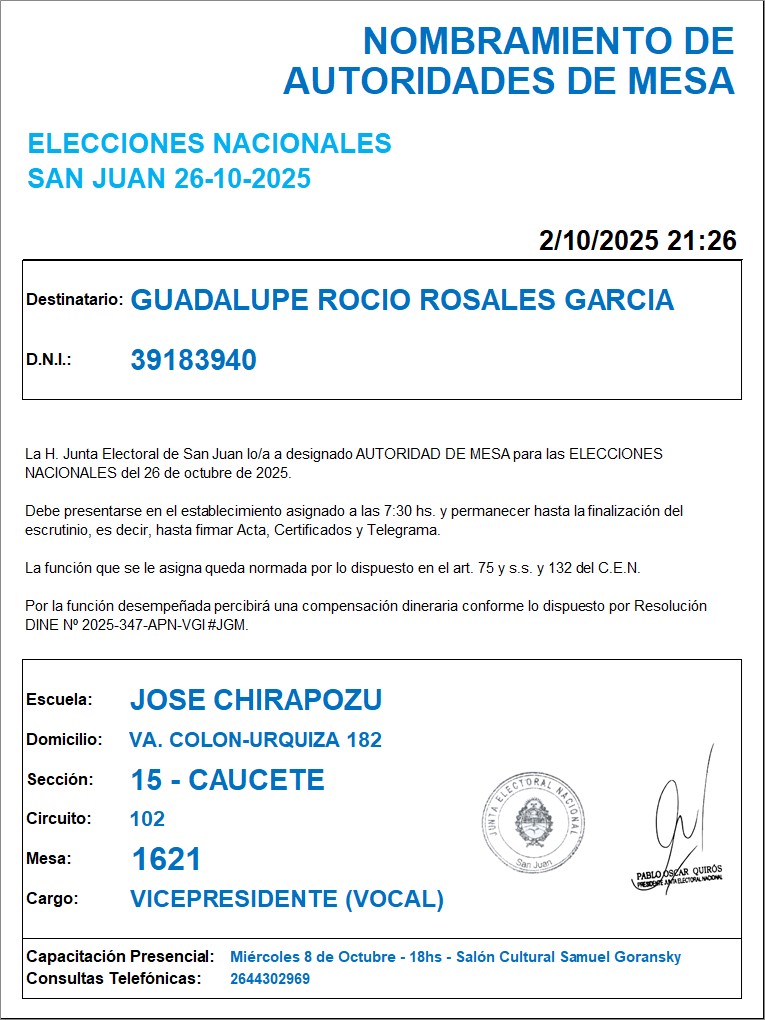 NOMBRAMIENTO DE
AUTORIDADES DE MESA
ELECCIONES NACIONALES
SAN JUAN 26-10-2025
2/10/2025 21:26
Destinatario: GUADALUPE ROCIO ROSALES GARCIA
D.N.I.: 39183940
La H. Junta Electoral de San Juan lo/a a designado AUTORIDAD DE MESA para las ELECCIONES
NACIONALES del 26 de octubre de 2025.
Debe presentarse en el establecimiento asignado a las 7:30 hs. y permanecer hasta la finalización del
escrutinio, es decir, hasta firmar Acta, Certificados y Telegrama.
La función que se le asigna queda normada por lo dispuesto en el art. 75 y s.s. y 132 del C.E.N.
Por la función desempeñada percibirá una compensación dineraria conforme lo dispuesto por Resolución
DINE Nº 2025-347-APN-VGI#JGM.
Escuela: JOSE CHIRAPOZU
Domicilio: VA. COLON-URQUIZA 182
Sección: 15 - CAUCETE
Circuito: 102
Mesa: 1621
Cargo: VICEPRESIDENTE (VOCAL)
JUNTA ELECTORAL NACIONAL
San Juan
PABLO OSCAR QUIRÓS
PRESIDENTE JUNTA ELECTORAL NACIONAL
Capacitación Presencial: Miércoles 8 de Octubre - 18hs - Salón Cultural Samuel Goransky
Consultas Telefónicas: 2644302969